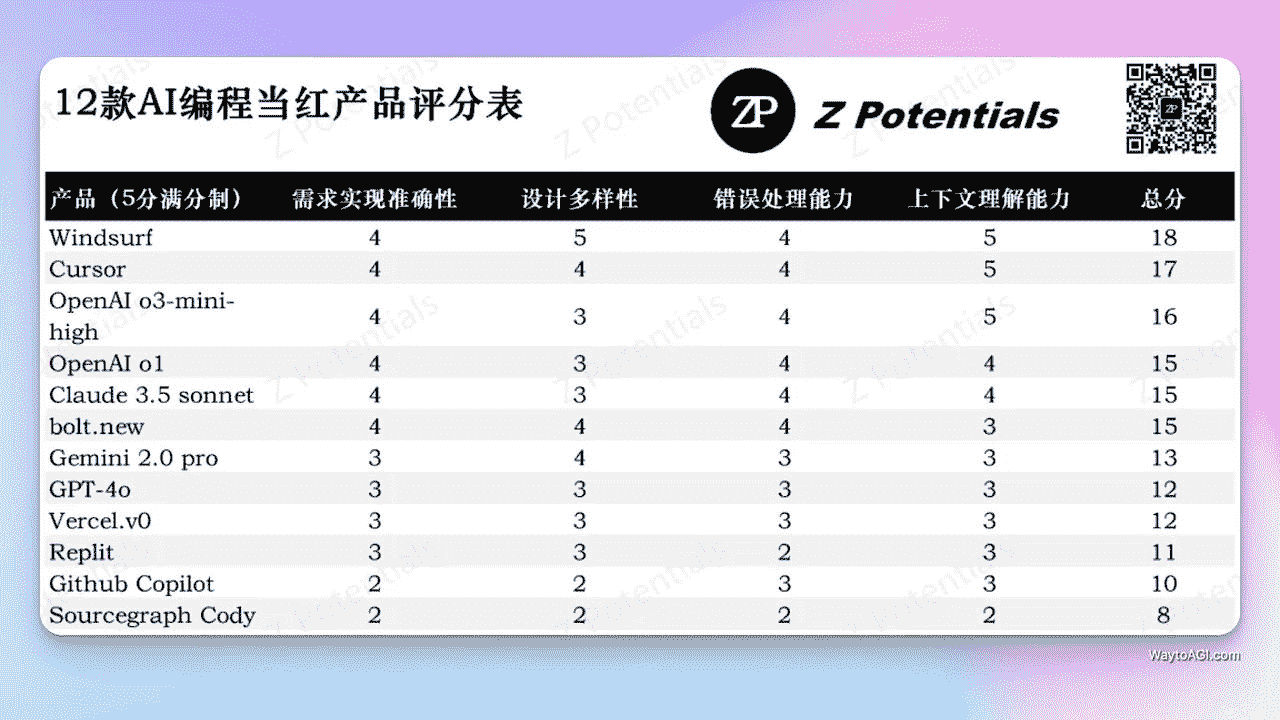 12款AI编程当红产品评分表
ZP Z Potentials
ZP
产品（5分满分制） 需求实现准确性 设计多样性 错误处理能力 上下文理解能力 总分
Windsurf 4 5 4 5 18
Cursor 4 4 4 5 17
OpenAI o3-mini-
high 4 3 4 5 16
OpenAI o1 4 3 4 4 15
Claude 3.5 sonnet 4 3 4 4 15
bolt.new 4 4 4 3 15
Gemini 2.0 pro 3 4 3 3 13
GPT-4o 3 3 3 3 12
Vercel.v0 3 3 3 3 12
Replit 3 3 2 3 11
Github Copilot 2 2 3 3 10
Sourcegraph Cody 2 2 2 2 8
WaytoAGI.com